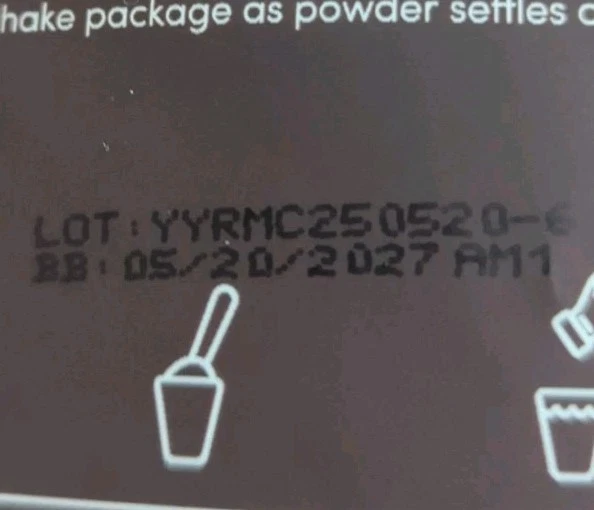 hake package as powder settles
LOT: YYRMC250520-6
BB: 05/20/2027 AM1